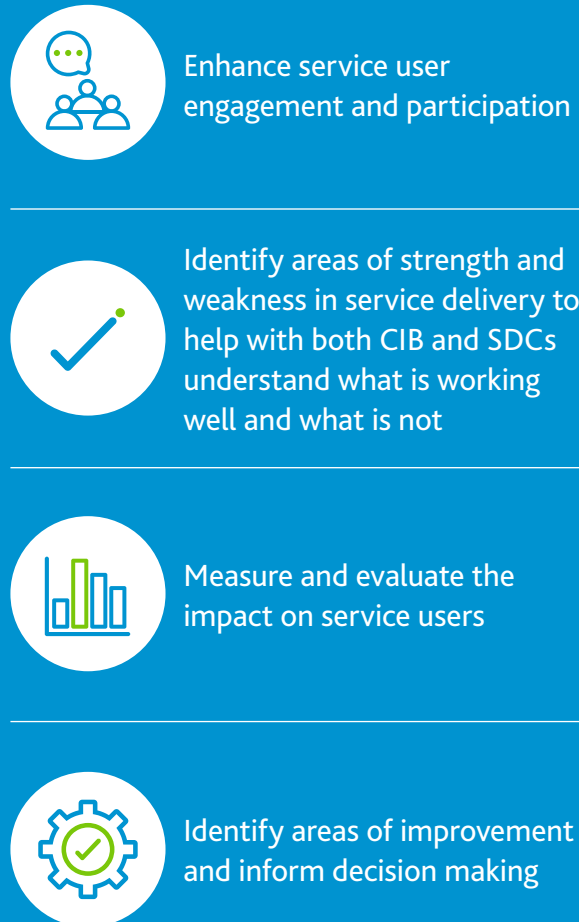 Enhance service user
engagement and participation
Identify areas of strength and
weakness in service delivery to
help with both CIB and SDCs
understand what is working
well and what is not
Measure and evaluate the
impact on service users
Identify areas of improvement
and inform decision making